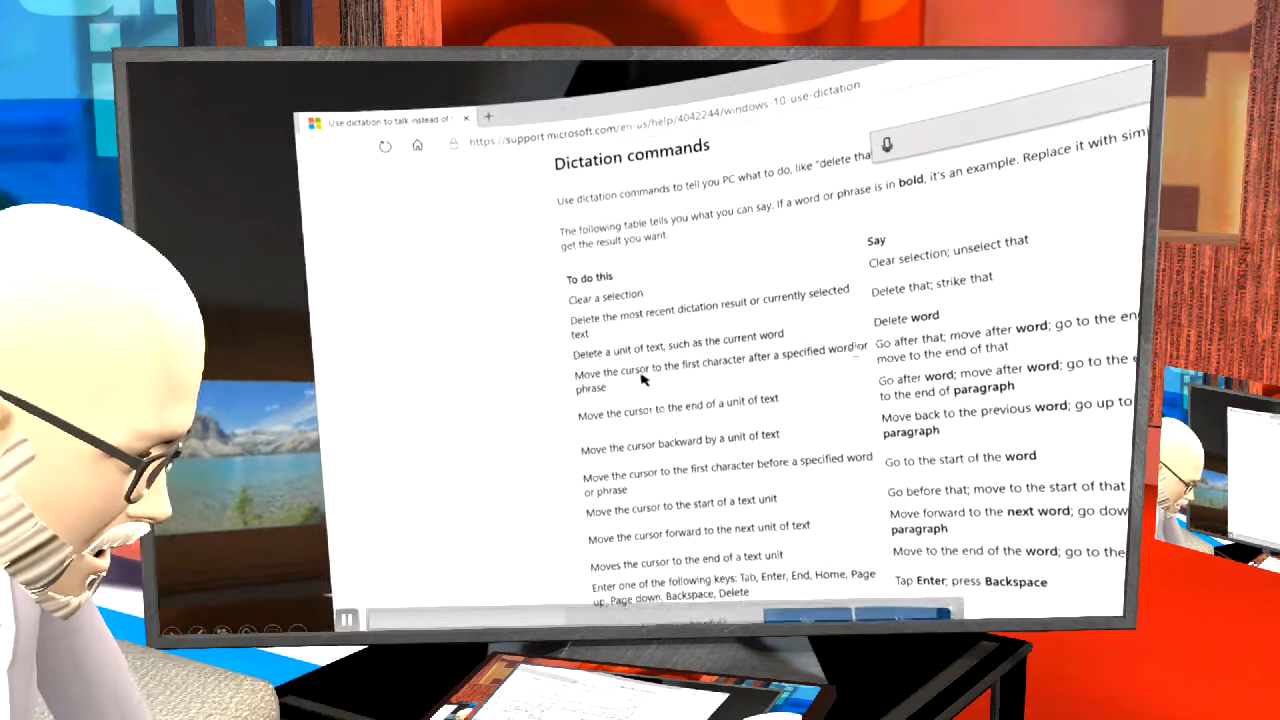 Use dictation to talk instead of
https://support.microsoft.com/en-us/help/4042244/windows-10-use-dictation
Dictation commands
Use dictation commands to tell you PC what to do, like "delete tha
The following table tells you what you can say. If a word or phrase is in bold, it's an example. Replace it with simi
get the result you want.
To do this
Say
Clear a selection
Clear selection; unselect that
Delete the most recent dictation result or currently selected
text
Delete that; strike that
Delete a unit of text, such as the current word
Delete word
Move the cursor to the first character after a specified word or
phrase
Go after that; move after word; go to the en
move to the end of that
Move the cursor to the end of a unit of text
Go after word; move after word; go to the e
to the end of paragraph
Move the cursor backward by a unit of text
Move back to the previous word; go up to
paragraph
Move the cursor to the first character before a specified word
or phrase
Go to the start of the word
Move the cursor to the start of a text unit
Go before that; move to the start of that
Move the cursor forward to the next unit of text
Move forward to the next word; go dow
paragraph
Moves the cursor to the end of a text unit
Move to the end of the word; go to the
Enter one of the following keys: Tab, Enter, End, Home, Page
up, Page down, Backspace, Delete
Tap Enter; press Backspace